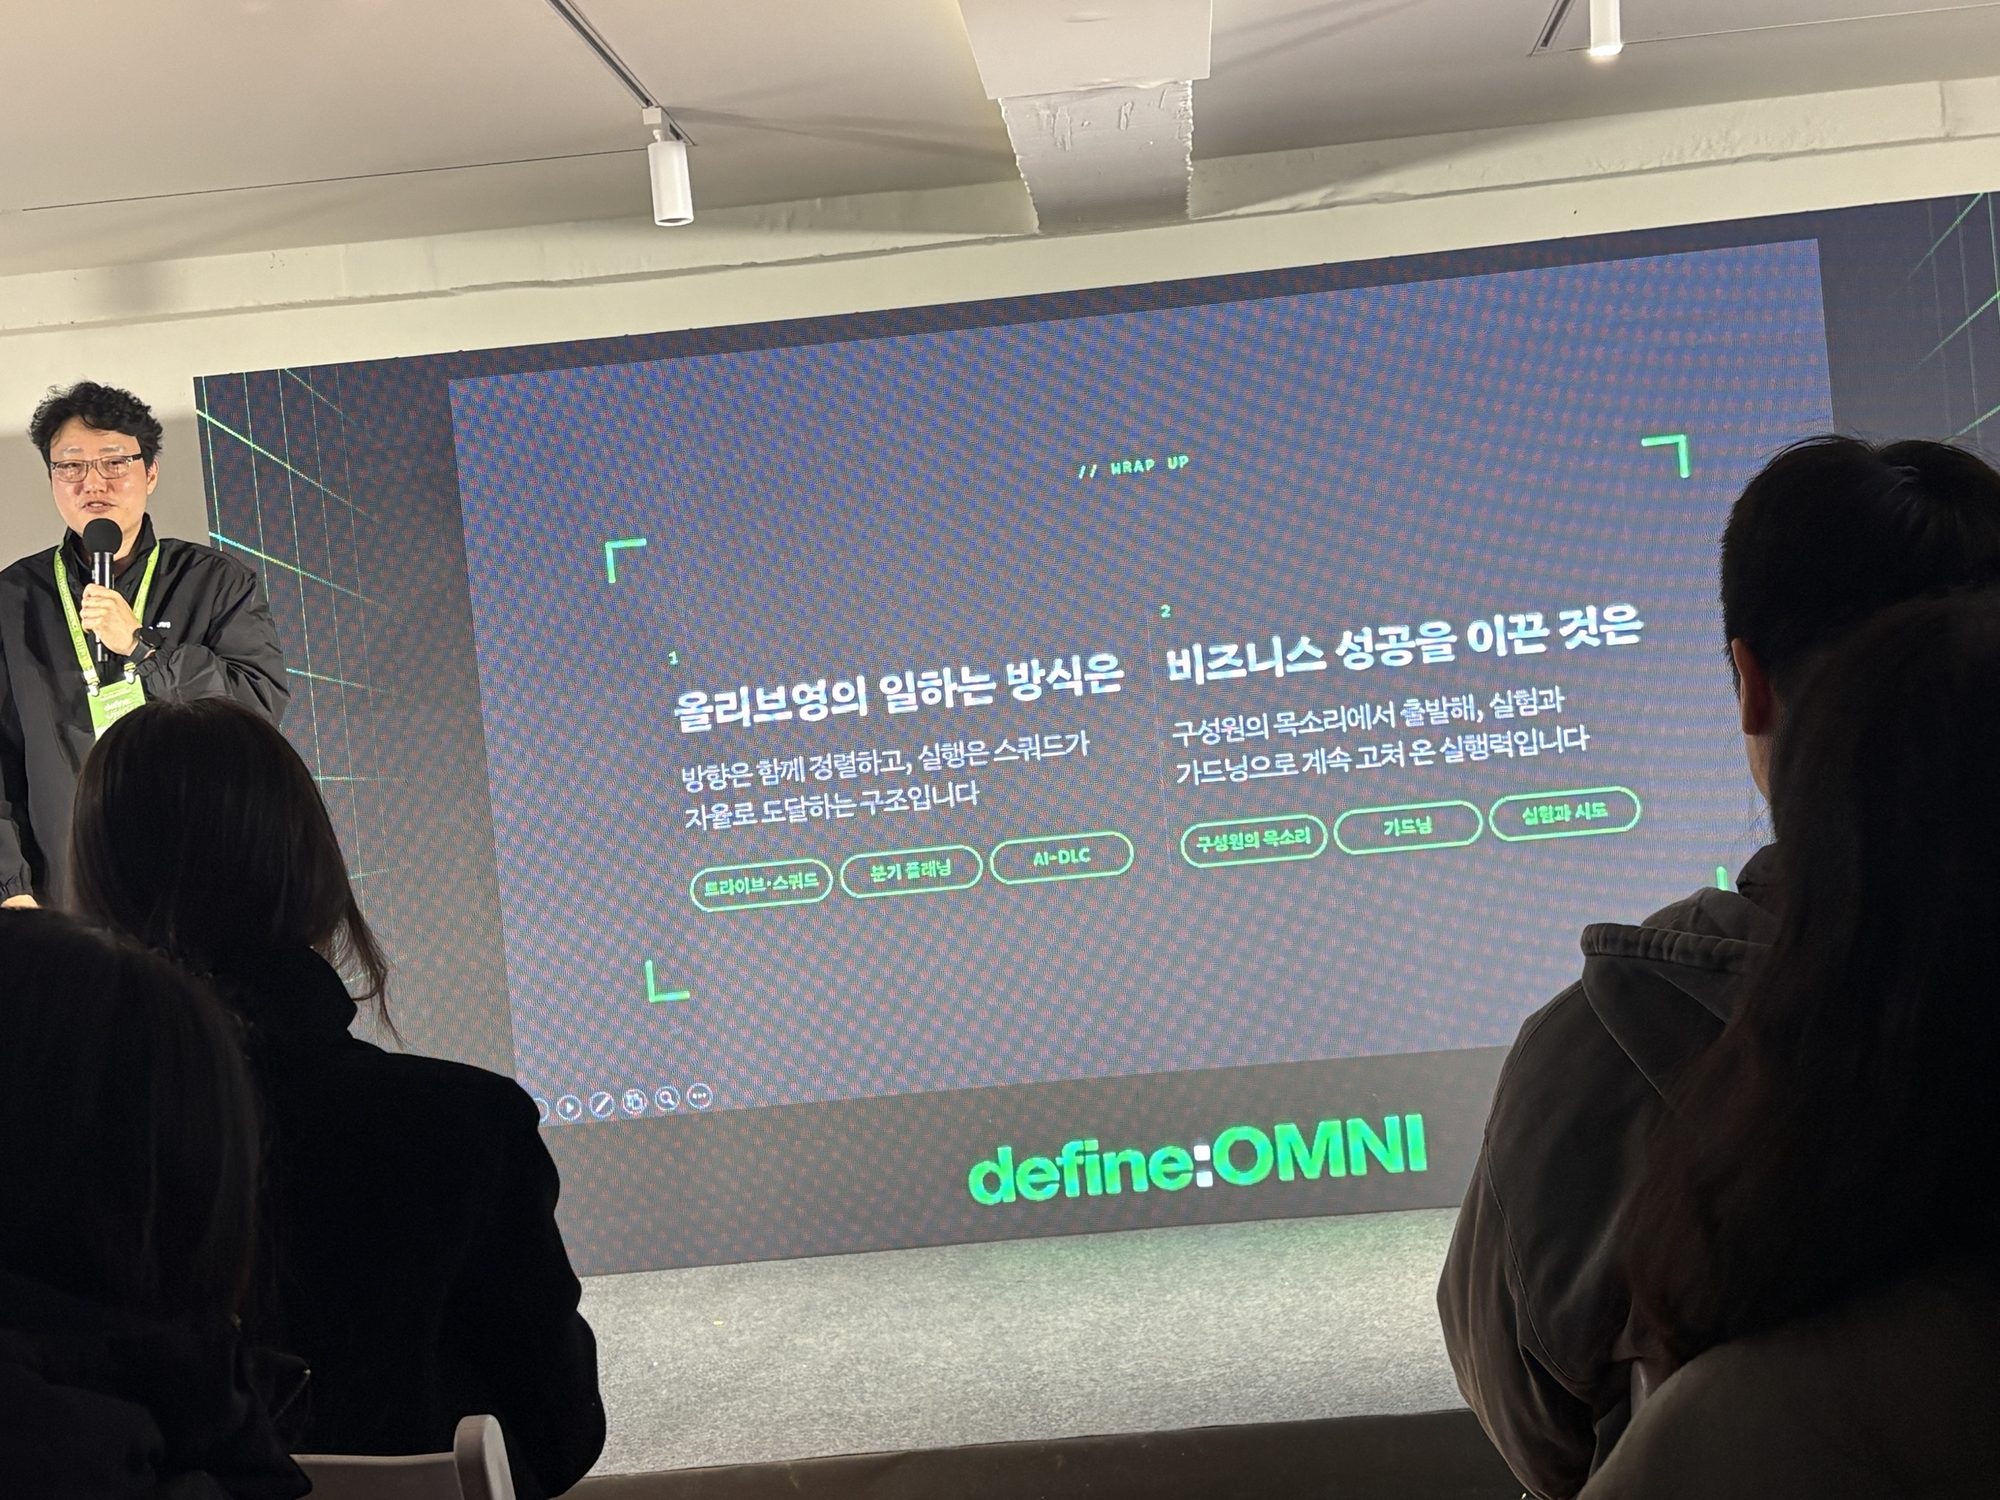 // WRAP UP
1
올리브영의 일하는 방식은
방향은 함께 정렬하고, 실행은 스쿼드가
자율로 도달하는 구조입니다
트라이브·스쿼드
분기 플래닝
AI-DLC
2
비즈니스 성공을 이끈 것은
구성원의 목소리에서 출발해, 실험과
가드닝으로 계속 고쳐 온 실행력입니다
구성원의 목소리
가드닝
실험과 시도
define:OMNI